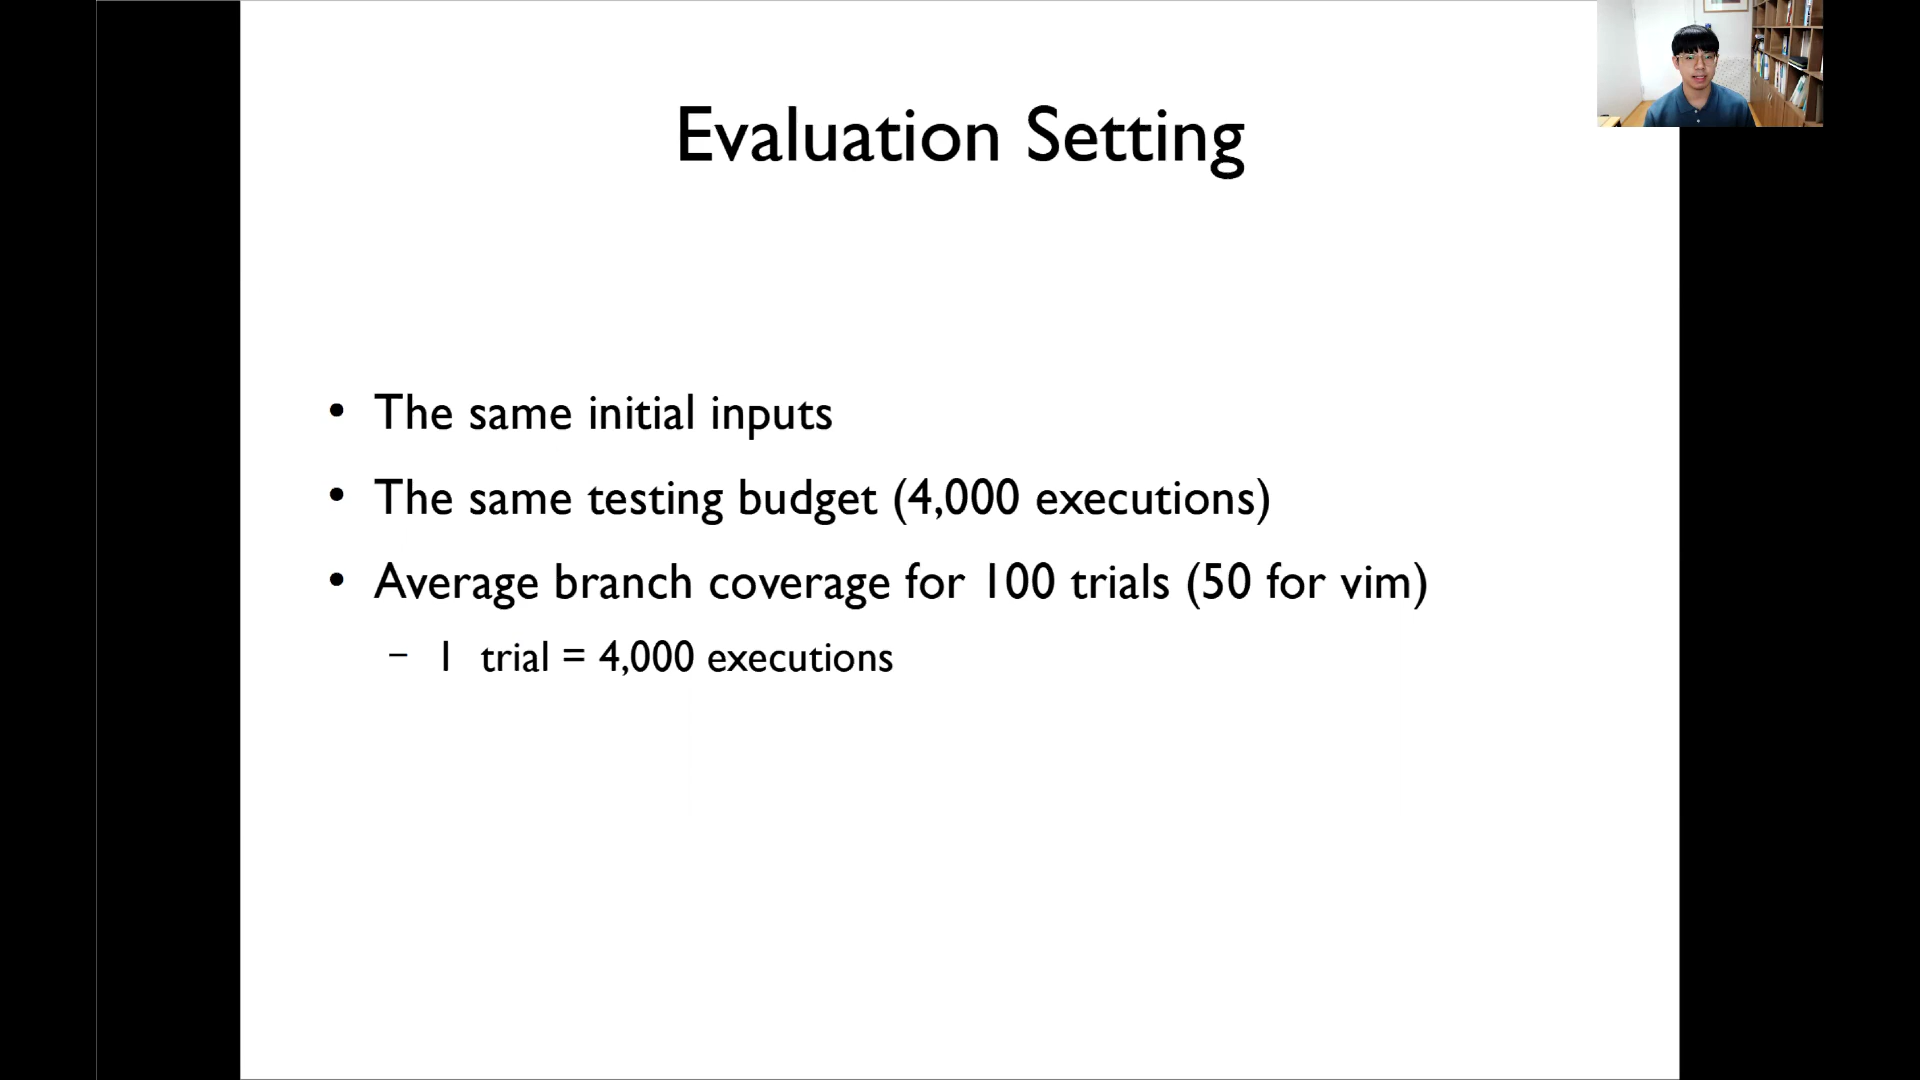 Evaluation Setting
• The same initial inputs
• The same testing budget (4,000 executions)
• Average branch coverage for 100 trials (50 for vim)
– 1 trial = 4,000 executions